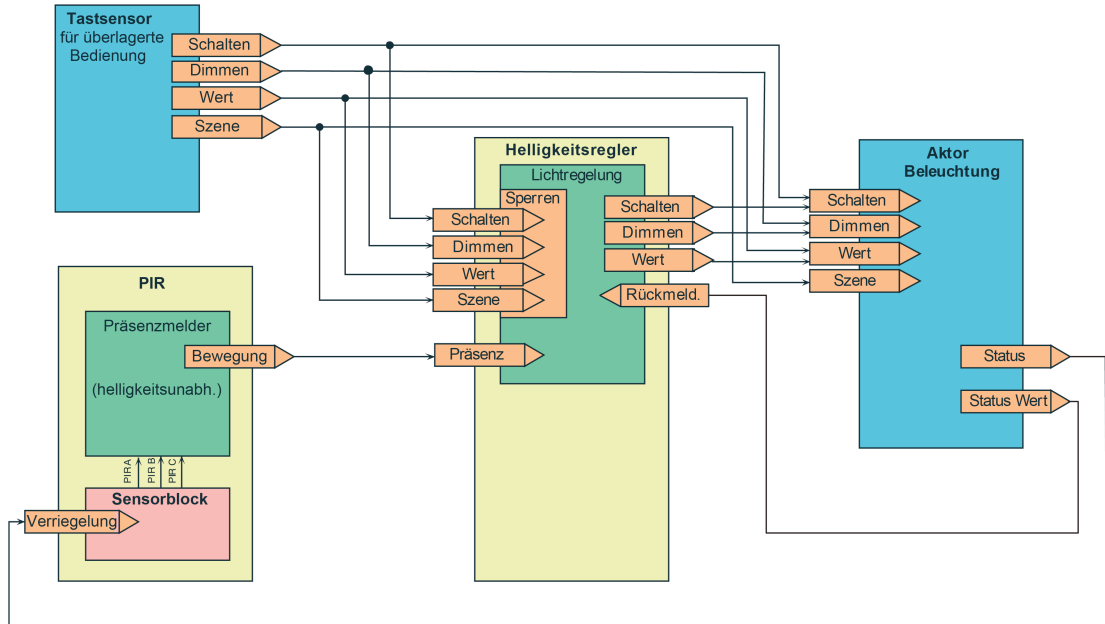 Tastsensor
für überlagerte
Bedienung
Schalten
Dimmen
Wert
Szene
PIR
Präsenzmelder
Bewegung
(helligkeitsunabh.)
PIR A
PIR B
PIR C
Sensorblock
Verriegelung
Helligkeitsregler
Lichtregelung
Sperren
Schalten
Dimmen
Wert
Szene
Präsenz
Schalten
Dimmen
Wert
Rückmeld.
Aktor
Beleuchtung
Schalten
Dimmen
Wert
Szene
Status
Status Wert